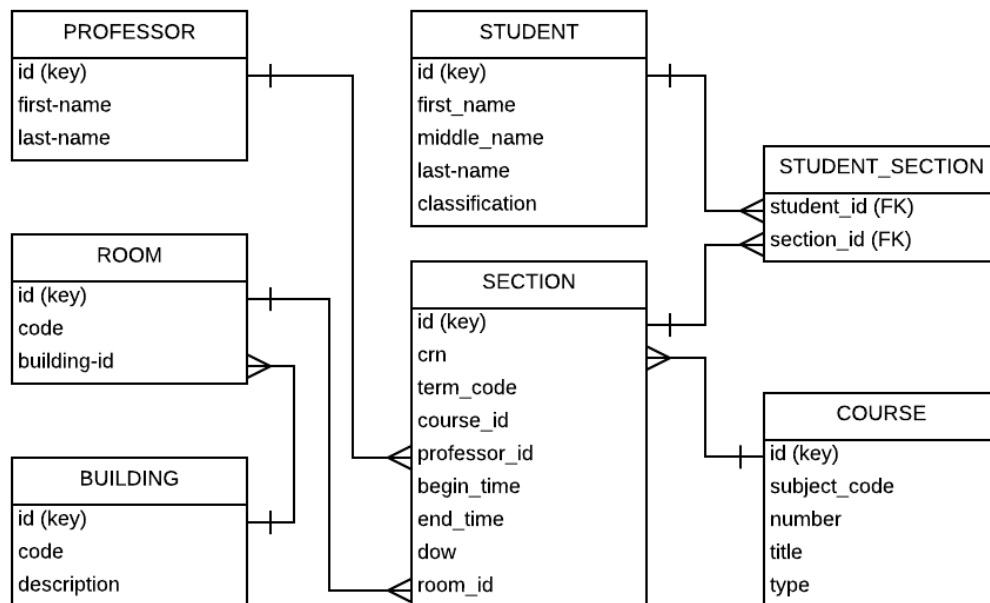 PROFESSOR
id (key)
first-name
last-name
STUDENT
id (key)
first_name
middle_name
last-name
classification
STUDENT_SECTION
student_id (FK)
section_id (FK)
ROOM
id (key)
code
building-id
SECTION
id (key)
crn
term_code
course_id
professor_id
begin_time
end_time
dow
room_id
BUILDING
id (key)
code
description
COURSE
id (key)
subject_code
number
title
type